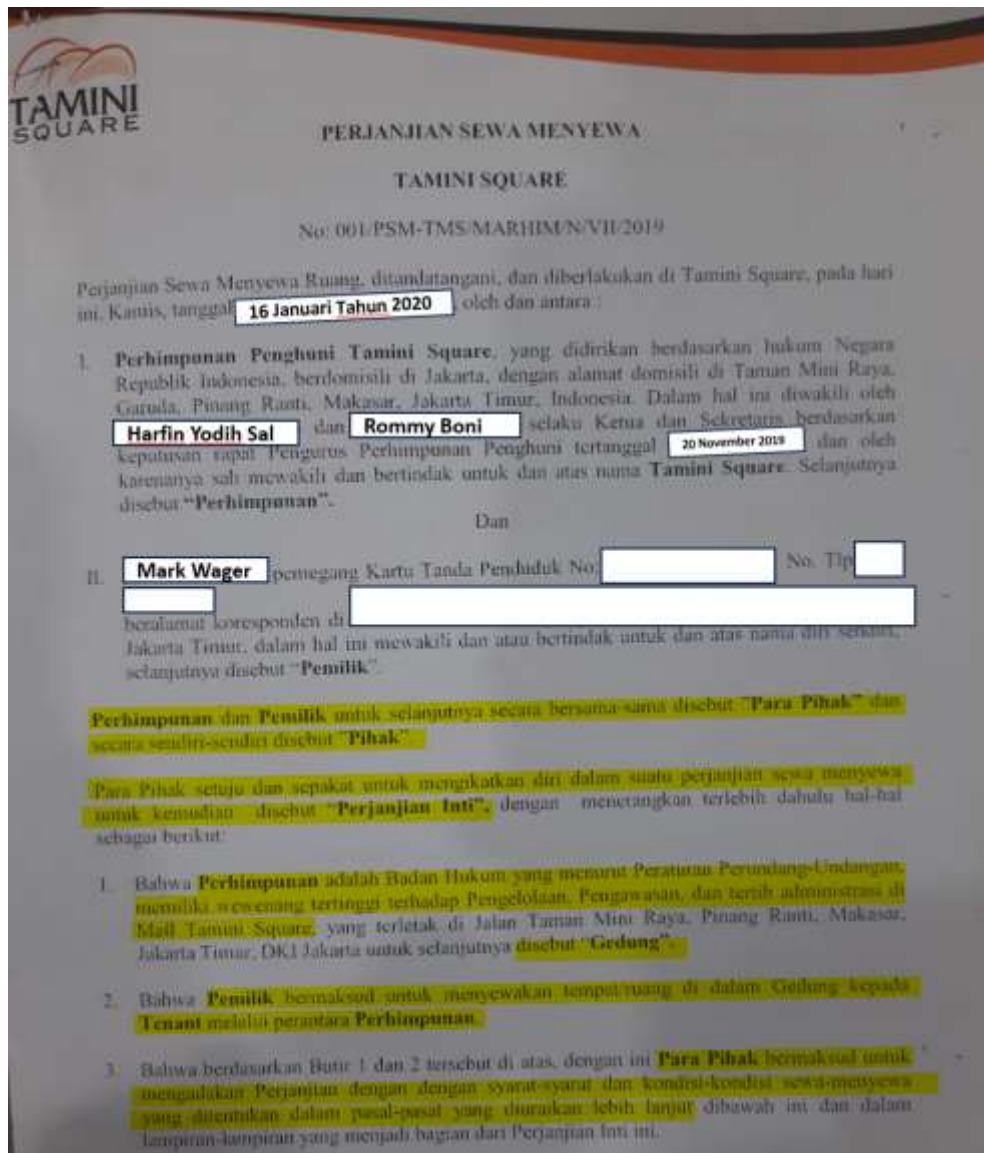 TAMINI
SQUARE
PERJANJIAN SEWA MENYEWA
TAMINI SQUARE
No: 001/PSM-TMS/MARHIM/N/VII/2019
Perjanjian Sewa Menyewa Ruang, ditandatangani, dan diberlakukan di Tamini Square, pada hari
ini, Kamis, tanggal 16 Januari Tahun 2020, oleh dan antara :
I. Perhimpunan Penghuni Tamini Square, yang didirikan berdasarkan hukum Negara
Republik Indonesia, berdomisili di Jakarta, dengan alamat domisili di Taman Mini Raya,
Garuda, Pinang Ranti, Makasar, Jakarta Timur, Indonesia. Dalam hal ini diwakili oleh
Harfin Yodih Sal dan Rommy Boni selaku Ketua dan Sekretaris berdasarkan
keputusan rapat Pengurus Perhimpunan Penghuni tertanggal 20 November 2019 dan oleh
karenanya sah mewakili dan bertindak untuk dan atas nama Tamini Square. Selanjutnya
disebut "Perhimpunan".
Dan
II. Mark Wager pemegang Kartu Tanda Penduduk No: No. Tlp
beralamat koresponden di
Jakarta Timur, dalam hal ini mewakili dan atau bertindak untuk dan atas nama diri sendiri,
selanjutnya disebut "Pemilik".
Perhimpunan dan Pemilik untuk selanjutnya secara bersama-sama disebut "Para Pihak" dan
secara sendiri-sendiri disebut "Pihak".
Para Pihak setuju dan sepakat untuk mengikatkan diri dalam suatu perjanjian sewa menyewa
untuk kemudian disebut "Perjanjian Inti", dengan menerangkan terlebih dahulu hal-hal
sebagai berikut:
1. Bahwa Perhimpunan adalah Badan Hukum yang menurut Peraturan Perundang-Undangan,
memiliki wewenang tertinggi terhadap Pengelolaan, Pengawasan, dan tertib administrasi di
Mall Tamini Square, yang terletak di Jalan Taman Mini Raya, Pinang Ranti, Makasar,
Jakarta Timur, DKI Jakarta untuk selanjutnya disebut "Gedung".
2. Bahwa Pemilik bermaksud untuk menyewakan tempat/ruang di dalam Gedung kepada
Tenant melalui perantara Perhimpunan.
3. Bahwa berdasarkan Butir 1 dan 2 tersebut di atas, dengan ini Para Pihak bermaksud untuk
mengadakan Perjanjian dengan dengan syarat-syarat dan kondisi-kondisi sewa-menyewa
yang ditentukan dalam pasal-pasal yang diuraikan lebih lanjut dibawah ini dan dalam
lampiran-lampiran yang menjadi bagian dari Perjanjian Inti ini.